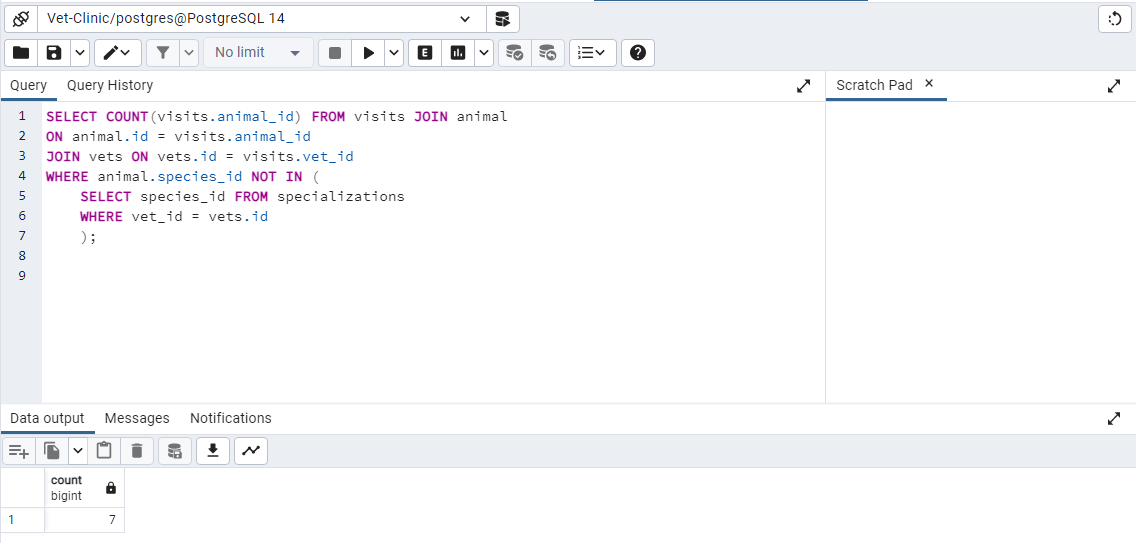 Vet-Clinic/postgres@PostgreSQL 14
No limit
E
Query Query History
Scratch Pad ×
1 SELECT COUNT(visits.animal_id) FROM visits JOIN animal
2 ON animal.id = visits.animal_id
3 JOIN vets ON vets.id = visits.vet_id
4 WHERE animal.species_id NOT IN (
5 SELECT species_id FROM specializations
6 WHERE vet_id = vets.id
7 );
8
9
Data output Messages Notifications
count
bigint
1 7